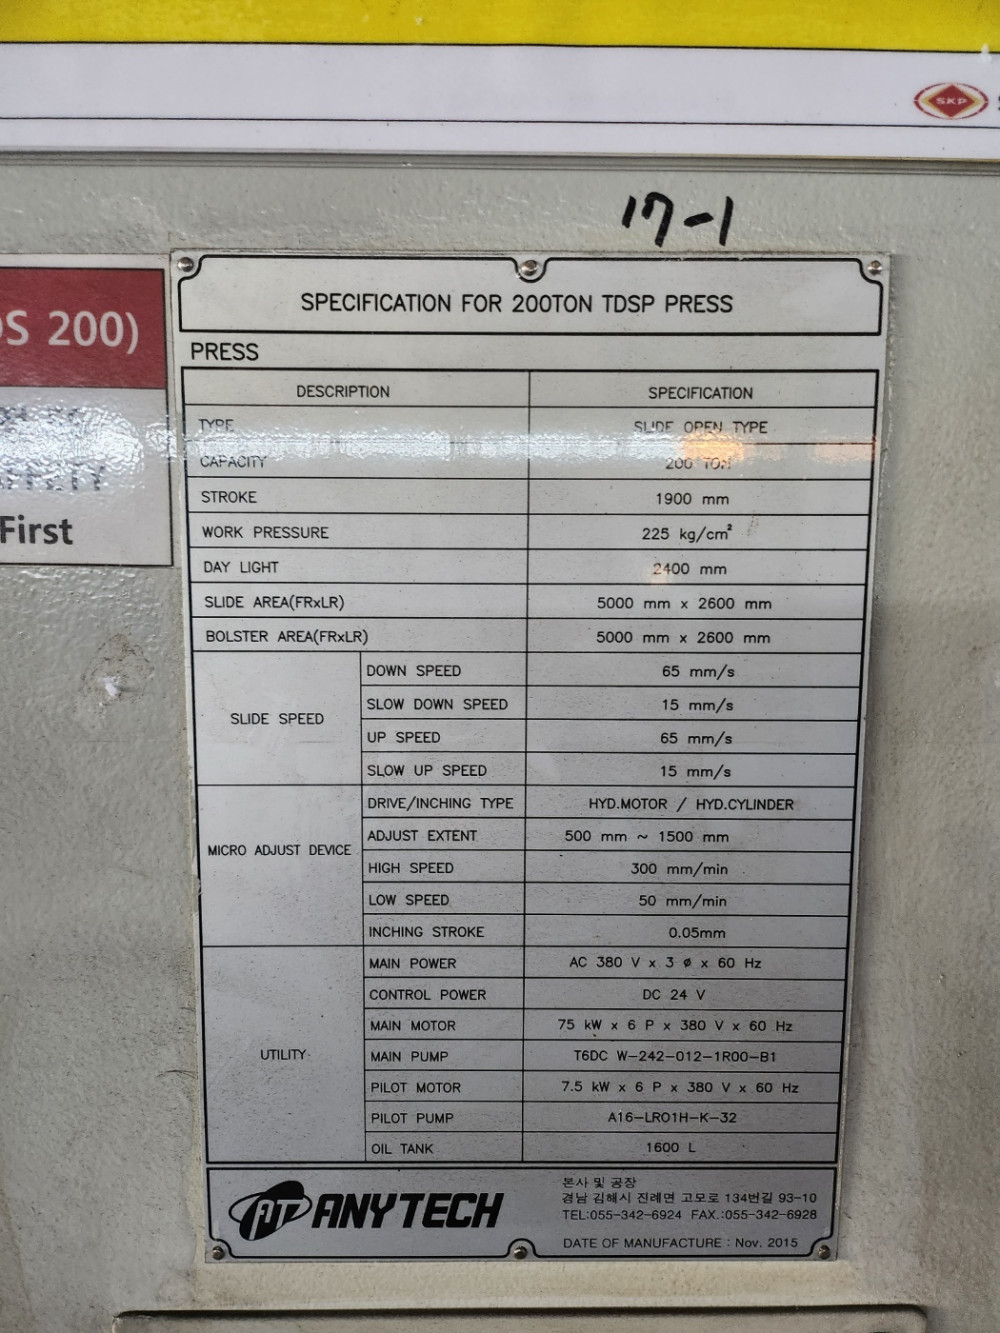 SKP
17-1
OS 200)
First
SPECIFICATION FOR 200TON TDSP PRESS
PRESS
DESCRIPTION SPECIFICATION
TYPE SLIDE OPEN TYPE
CAPACITY 200 TON
STROKE 1900 mm
WORK PRESSURE 225 kg/cm²
DAY LIGHT 2400 mm
SLIDE AREA(FRxLR) 5000 mm x 2600 mm
BOLSTER AREA(FRxLR) 5000 mm x 2600 mm
SLIDE SPEED
DOWN SPEED 65 mm/s
SLOW DOWN SPEED 15 mm/s
UP SPEED 65 mm/s
SLOW UP SPEED 15 mm/s
MICRO ADJUST DEVICE
DRIVE/INCHING TYPE HYD.MOTOR / HYD.CYLINDER
ADJUST EXTENT 500 mm ~ 1500 mm
HIGH SPEED 300 mm/min
LOW SPEED 50 mm/min
INCHING STROKE 0.05mm
UTILITY
MAIN POWER AC 380 V x 3 ø x 60 Hz
CONTROL POWER DC 24 V
MAIN MOTOR 75 kW x 6 P x 380 V x 60 Hz
MAIN PUMP T6DC W-242-012-1R00-B1
PILOT MOTOR 7.5 kW x 6 P x 380 V x 60 Hz
PILOT PUMP A16-LR01H-K-32
OIL TANK 1600 L
AT ANYTECH
본사 및 공장
경남 김해시 진례면 고모로 134번길 93-10
TEL:055-342-6924 FAX.:055-342-6928
DATE OF MANUFACTURE : Nov. 2015